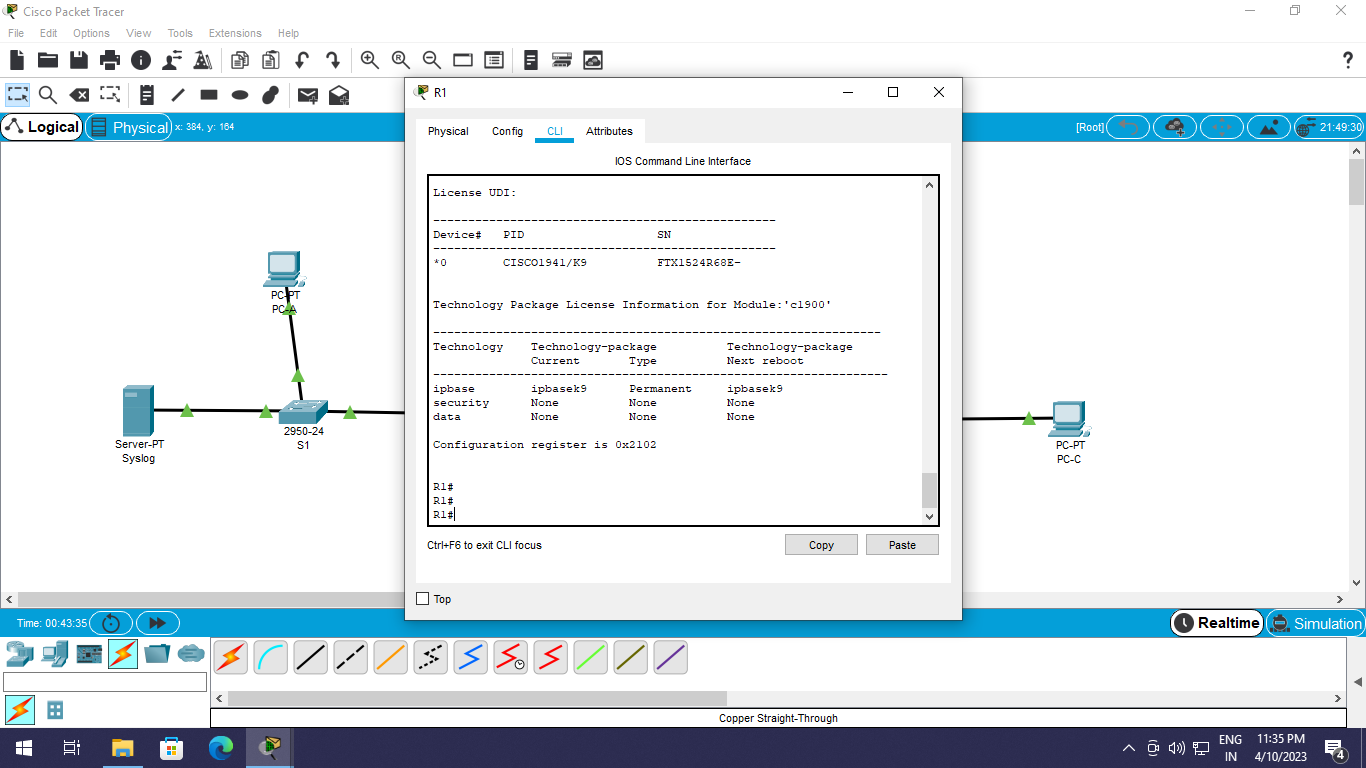 Cisco Packet Tracer
File Edit Options View Tools Extensions Help
?
Logical
Physical
x: 384, y: 164
[Root]
21:49:30
R1
Physical Config CLI Attributes
IOS Command Line Interface
License UDI:
-------------------------------------------------
Device# PID SN
-------------------------------------------------
*0 CISCO1941/K9 FTX1524R68E-
Technology Package License Information for Module:'c1900'
----------------------------------------------------------------
Technology Technology-package Technology-package
Current Type Next reboot
-----------------------------------------------------------------
ipbase ipbasek9 Permanent ipbasek9
security None None None
data None None None
Configuration register is 0x2102
R1#
R1#
R1#
Ctrl+F6 to exit CLI focus
Copy
Paste
Top
PC-PT
PC-A
Server-PT
Syslog
2950-24
S1
PC-PT
PC-C
Time: 00:43:35
Realtime
Simulation
Copper Straight-Through
ENG
IN
11:35 PM
4/10/2023
4